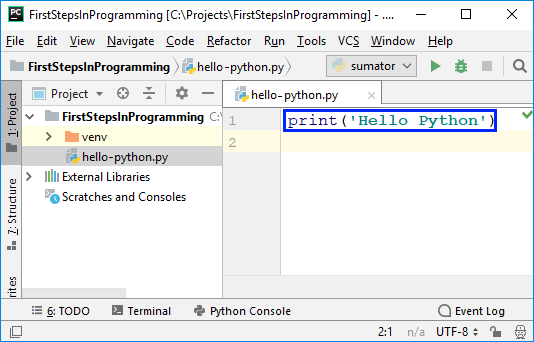 PC FirstStepsInProgramming [C:\Projects\FirstStepsInProgramming] - ....
File Edit View Navigate Code Refactor Run Tools VCS Window Help
FirstStepsInProgramming hello-python.py sumator
1: Project
Project
hello-python.py
FirstStepsInProgramming C:\
venv
hello-python.py
External Libraries
Scratches and Consoles
1 print('Hello Python')
2
7: Structure
6: TODO Terminal Python Console Event Log
2:1 n/a UTF-8